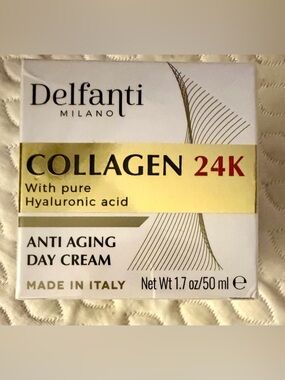 Delfanti
MILANO
COLLAGEN 24K
With pure
Hyaluronic acid
ANTI AGING
DAY CREAM
MADE IN ITALY Net Wt 1.7 oz/50 ml ℮